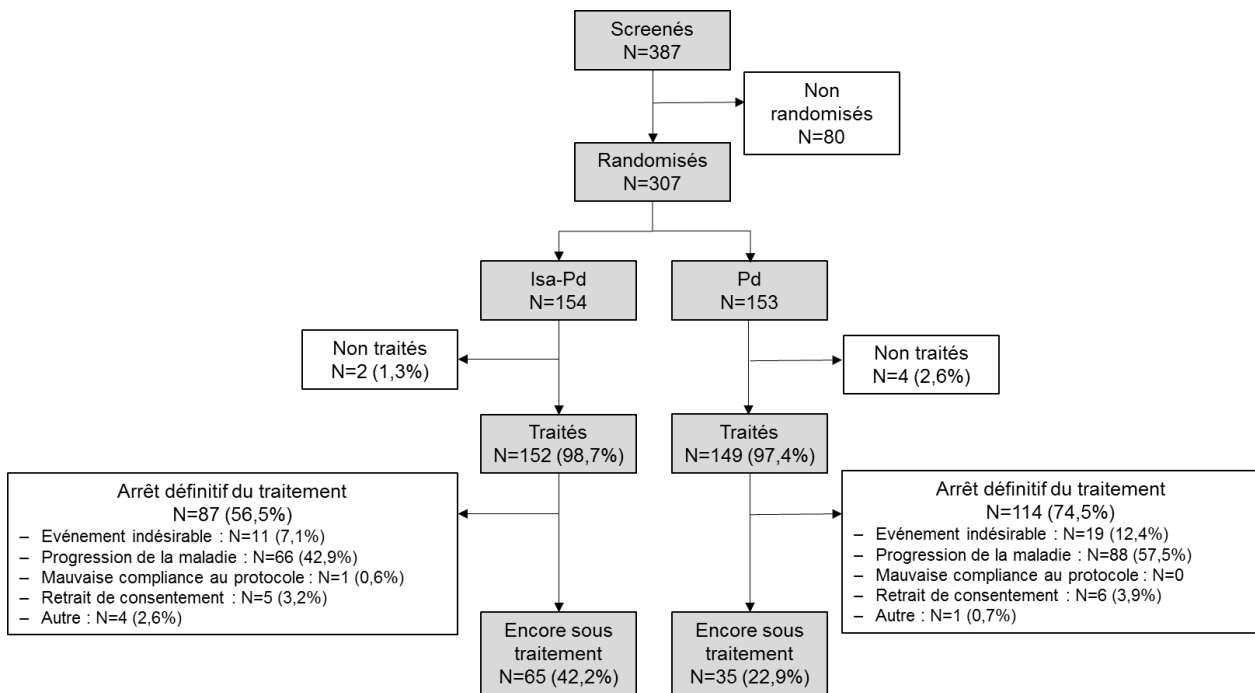 Screenés
N=387
Non
randomisés
N=80
Randomisés
N=307
Isa-Pd
N=154
Pd
N=153
Non traités
N=2 (1,3%)
Non traités
N=4 (2,6%)
Traités
N=152 (98,7%)
Traités
N=149 (97,4%)
Arrêt définitif du traitement
N=87 (56,5%)
– Evénement indésirable : N=11 (7,1%)
– Progression de la maladie : N=66 (42,9%)
– Mauvaise compliance au protocole : N=1 (0,6%)
– Retrait de consentement : N=5 (3,2%)
– Autre : N=4 (2,6%)
Arrêt définitif du traitement
N=114 (74,5%)
– Evénement indésirable : N=19 (12,4%)
– Progression de la maladie : N=88 (57,5%)
– Mauvaise compliance au protocole : N=0
– Retrait de consentement : N=6 (3,9%)
– Autre : N=1 (0,7%)
Encore sous
traitement
N=65 (42,2%)
Encore sous
traitement
N=35 (22,9%)